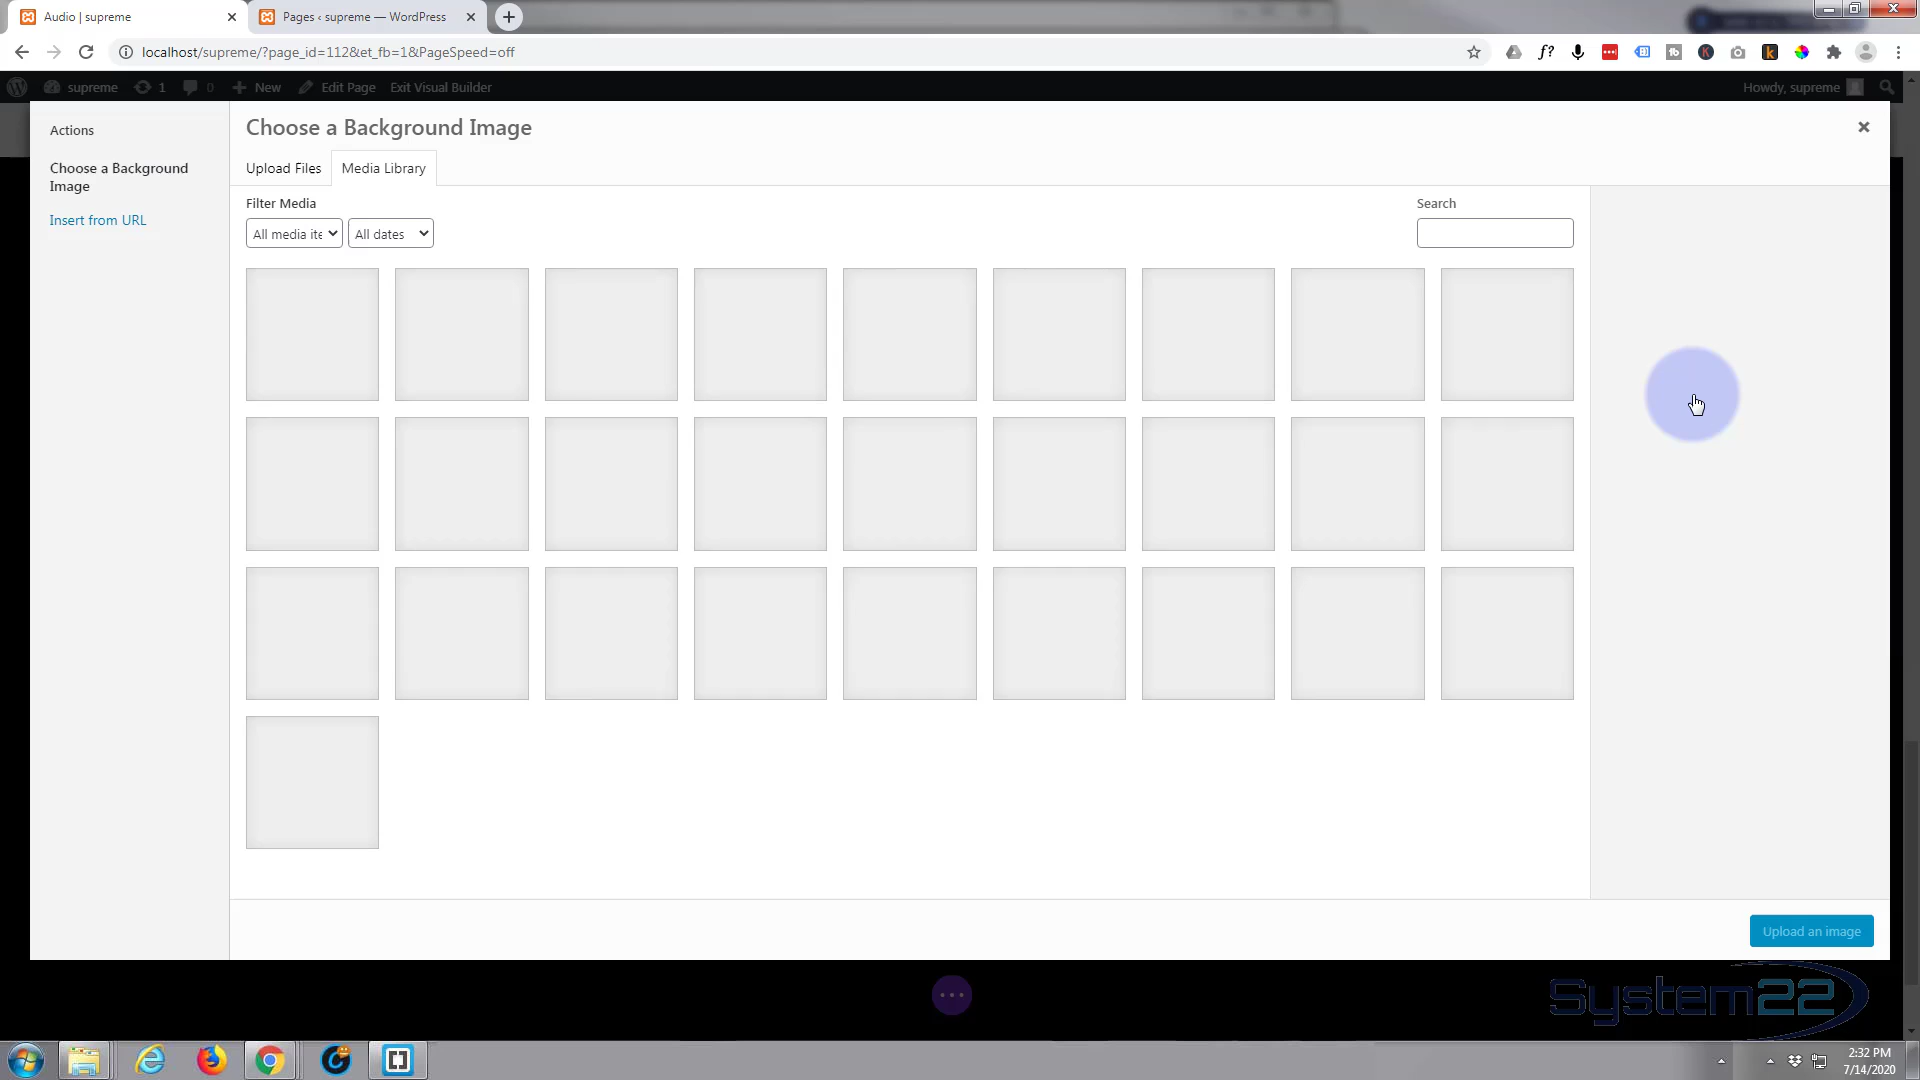 Audio | supreme
Pages ‹ supreme — WordPress
localhost/supreme/?page_id=112&et_fb=1&PageSpeed=off
supreme
1
0
New
Edit Page
Exit Visual Builder
Howdy, supreme
Actions
Choose a Background Image
Upload Files
Media Library
Choose a Background
Image
Insert from URL
Filter Media
Search
All media ite
All dates
Upload an image
System22
2:32 PM
7/14/2020